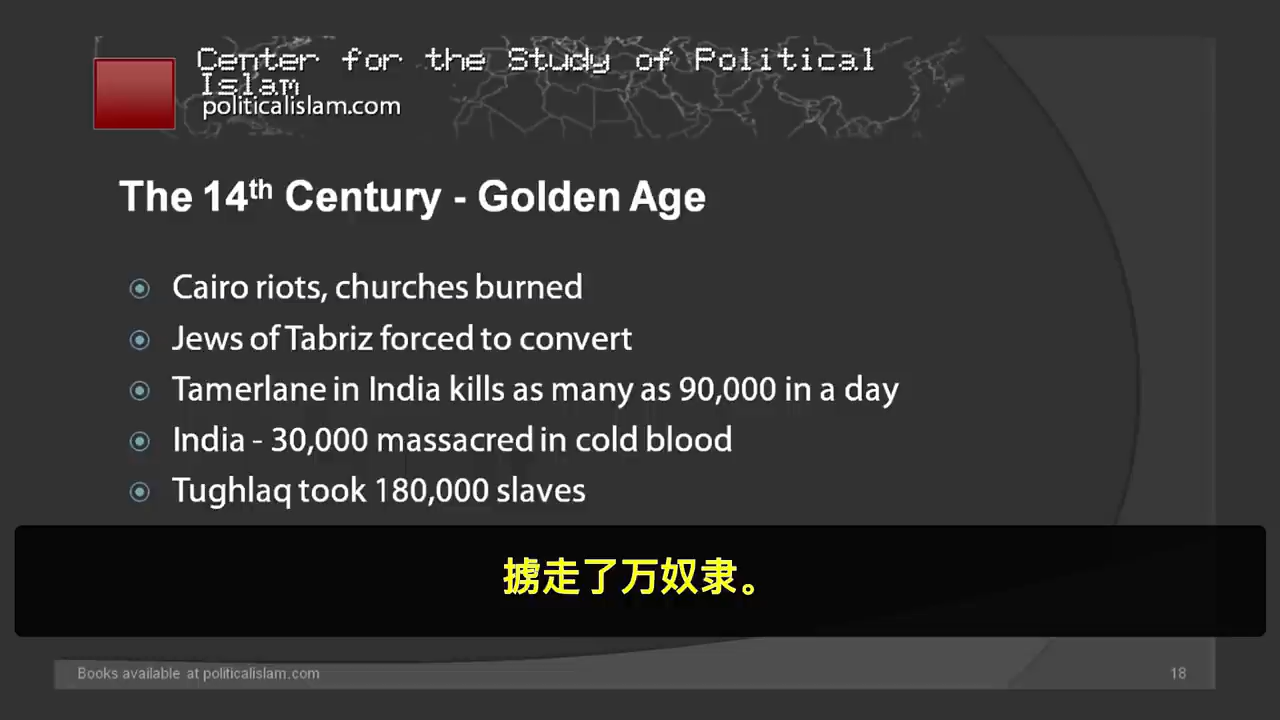 Center for the Study of Political
Islam
politicalislam.com
The 14th Century - Golden Age
Cairo riots, churches burned
Jews of Tabriz forced to convert
Tamerlane in India kills as many as 90,000 in a day
India - 30,000 massacred in cold blood
Tughlaq took 180,000 slaves
掳走了万奴隶。
Books available at politicalislam.com
18